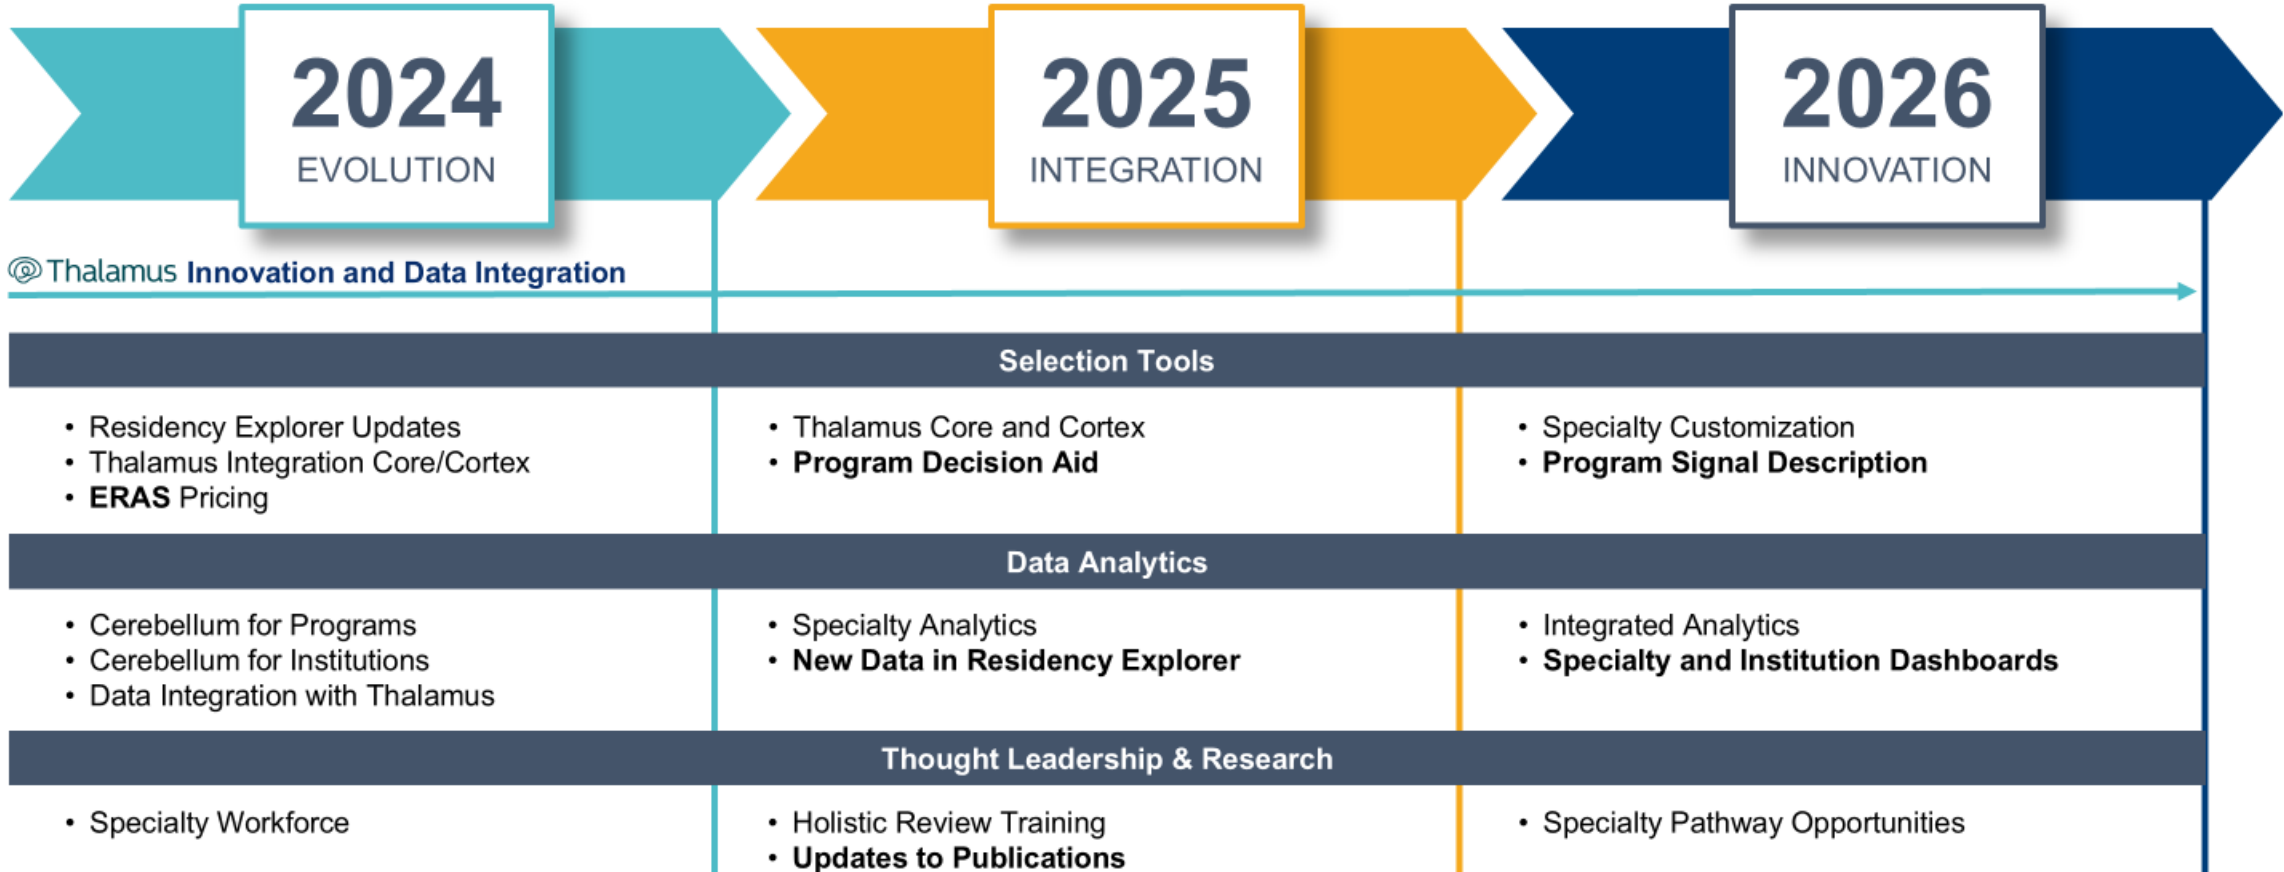 2024
EVOLUTION
2025
INTEGRATION
2026
INNOVATION
Thalamus Innovation and Data Integration
Selection Tools
• Residency Explorer Updates
• Thalamus Integration Core/Cortex
• ERAS Pricing
• Thalamus Core and Cortex
• Program Decision Aid
• Specialty Customization
• Program Signal Description
Data Analytics
• Cerebellum for Programs
• Cerebellum for Institutions
• Data Integration with Thalamus
• Specialty Analytics
• New Data in Residency Explorer
• Integrated Analytics
• Specialty and Institution Dashboards
Thought Leadership & Research
• Specialty Workforce
• Holistic Review Training
• Updates to Publications
• Specialty Pathway Opportunities